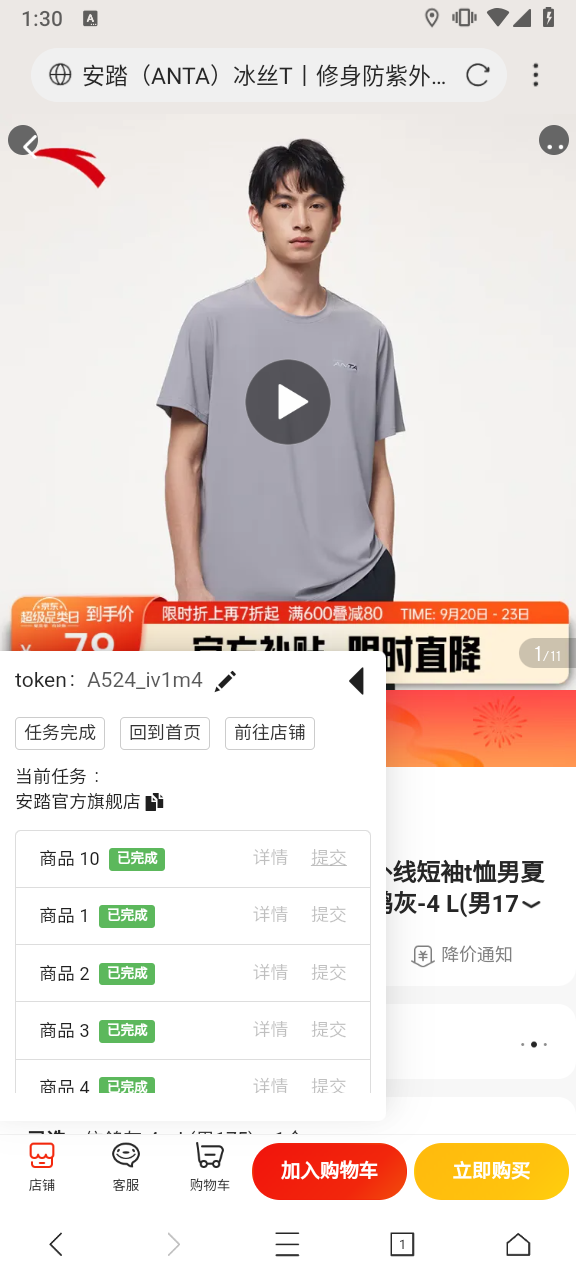 1:30
A
安踏（ANTA）冰丝T丨修身防紫外...
ANTA
京东
超级品类日
到手价
限时折上再7折起 满600叠减80 TIME: 9月20日 - 23日
¥ 79
官方补贴 限时直降
1/11
token： A524_iv1m4
任务完成 回到首页 前往店铺
当前任务：
安踏官方旗舰店
商品 10 已完成 详情 提交
商品 1 已完成 详情 提交
商品 2 已完成 详情 提交
商品 3 已完成 详情 提交
商品 4 已完成 详情 提交
外线短袖t恤男夏
鸽灰-4 L(男17
降价通知
店铺
客服
购物车
加入购物车
立即购买
1